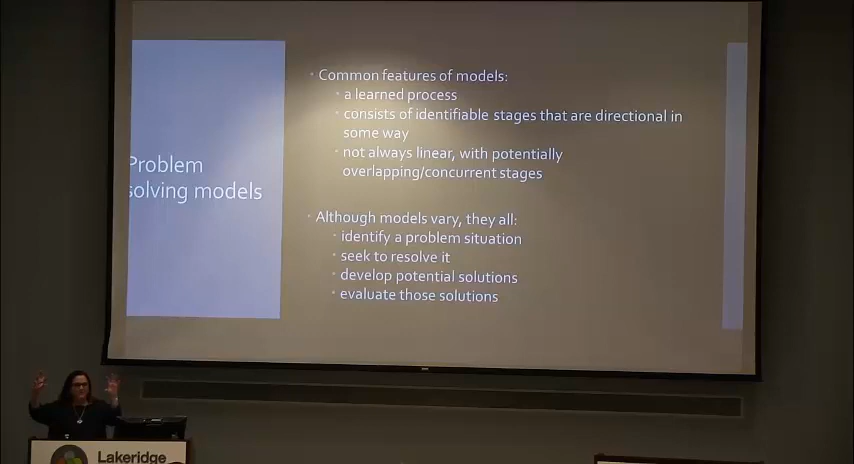 Problem
solving models
Common features of models:
a learned process
consists of identifiable stages that are directional in
some way
not always linear, with potentially
overlapping/concurrent stages
Although models vary, they all:
identify a problem situation
seek to resolve it
develop potential solutions
evaluate those solutions
Lakeridge